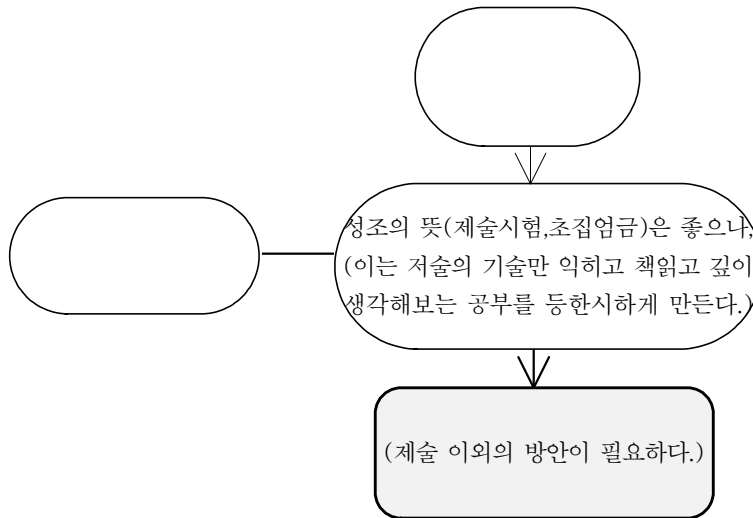 성조의 뜻(제술시험,초집엄금)은 좋으나,
(이는 저술의 기술만 익히고 책읽고 깊이
생각해보는 공부를 등한시하게 만든다.)
(제술 이외의 방안이 필요하다.)